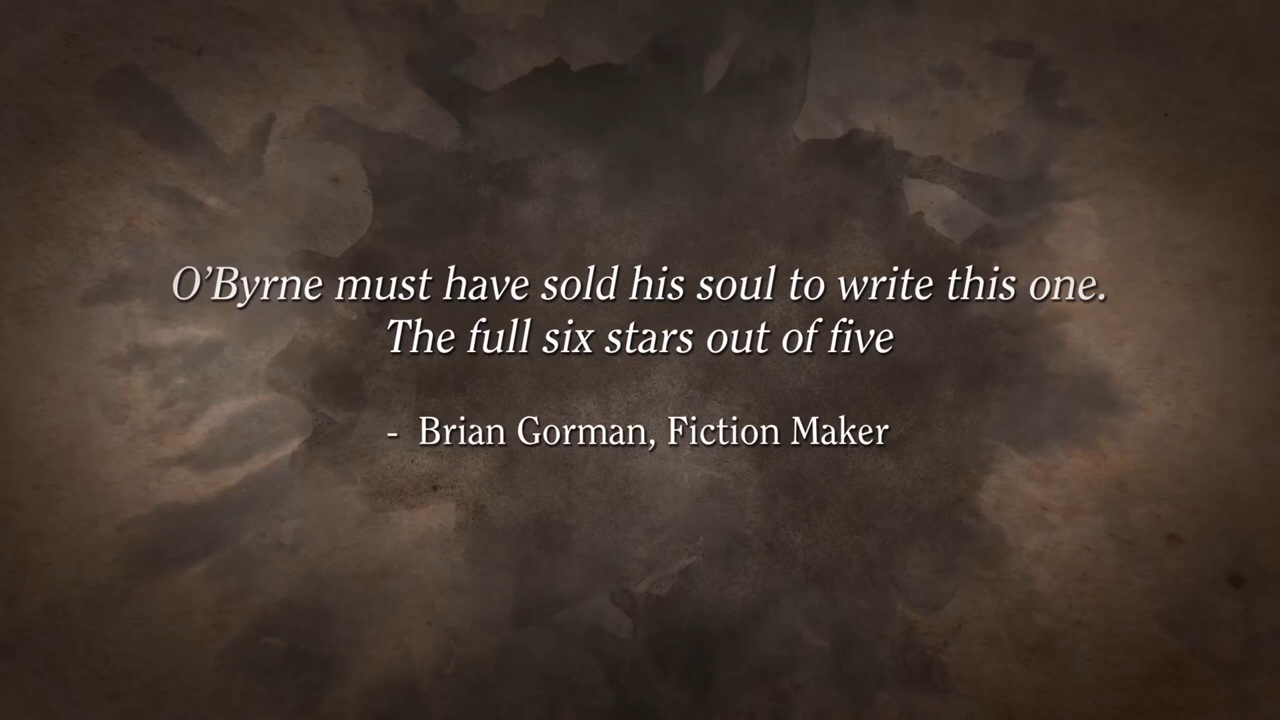 O’Byrne must have sold his soul to write this one.
The full six stars out of five
- Brian Gorman, Fiction Maker